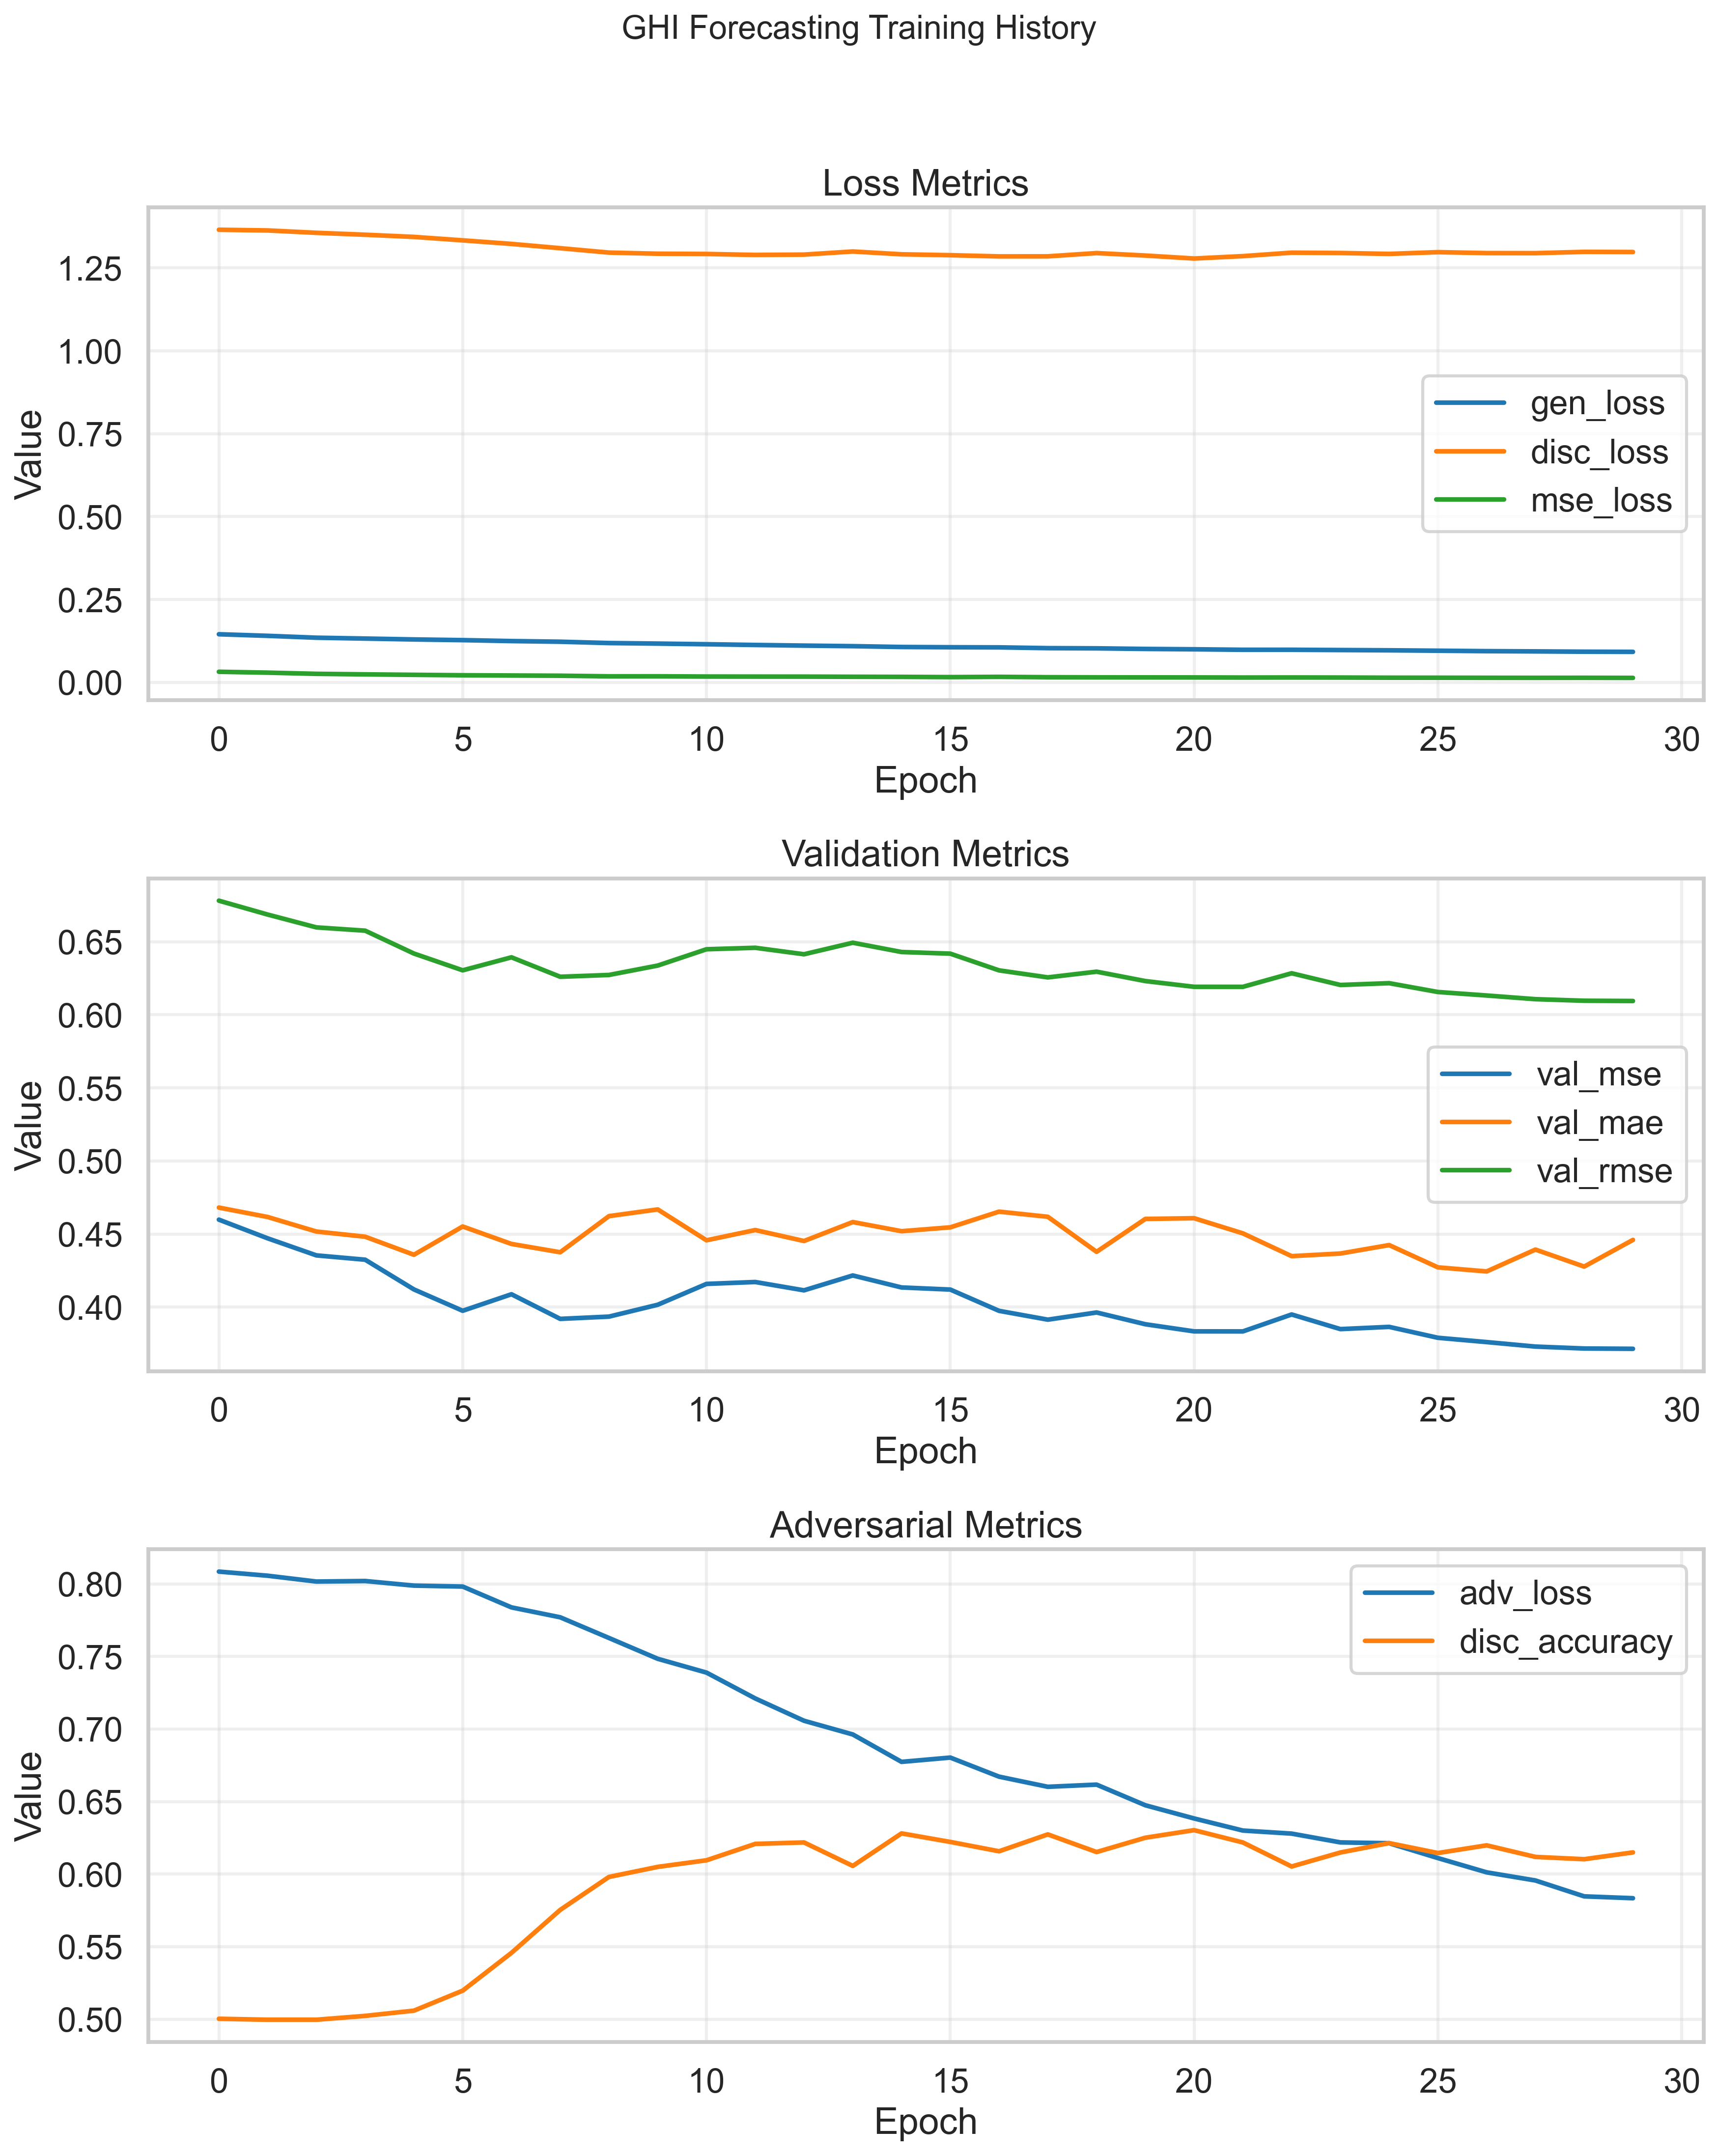 GHI Forecasting Training History
Loss Metrics
Value
1.25
1.00
0.75
0.50
0.25
0.00
gen_loss
disc_loss
mse_loss
0 5 10 15 20 25 30
Epoch
Validation Metrics
Value
0.65
0.60
0.55
0.50
0.45
0.40
val_mse
val_mae
val_rmse
0 5 10 15 20 25 30
Epoch
Adversarial Metrics
Value
0.80
0.75
0.70
0.65
0.60
0.55
0.50
adv_loss
disc_accuracy
0 5 10 15 20 25 30
Epoch